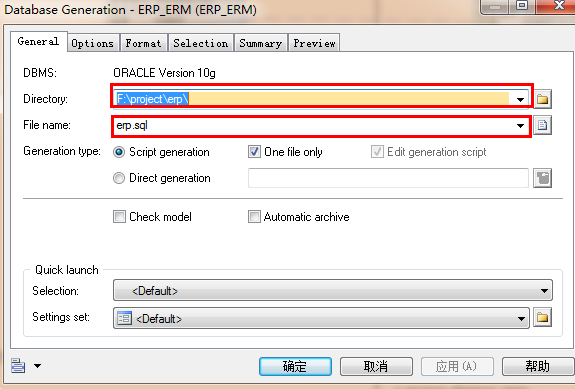 Database Generation - ERP_ERM (ERP_ERM)
General Options Format Selection Summary Preview
DBMS: ORACLE Version 10g
Directory: F:\project\erp\
File name: erp.sql
Generation type: Script generation One file only Edit generation script
Direct generation
Check model Automatic archive
Quick launch
Selection: <Default>
Settings set: <Default>
确定 取消 应用(A) 帮助